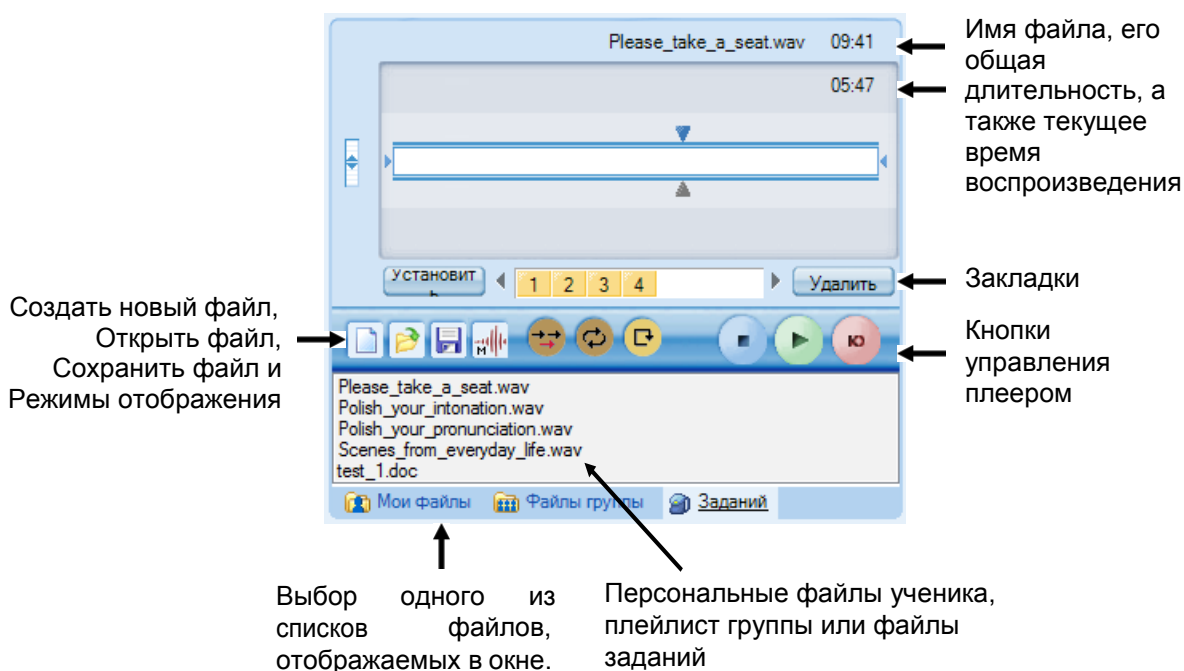 Please_take_a_seat.wav 09:41
05:47
Имя файла, его
общая
длительность, а
также текущее
время
воспроизведения
Установит
ь
1 2 3 4
Удалить
Закладки
Создать новый файл,
Открыть файл,
Сохранить файл и
Режимы отображения
M
Ю
Кнопки
управления
плеером
Please_take_a_seat.wav
Polish_your_intonation.wav
Polish_your_pronunciation.wav
Scenes_from_everyday_life.wav
test_1.doc
Мои файлы Файлы группы Заданий
Выбор одного из
списков файлов,
отображаемых в окне.
Персональные файлы ученика,
плейлист группы или файлы
заданий